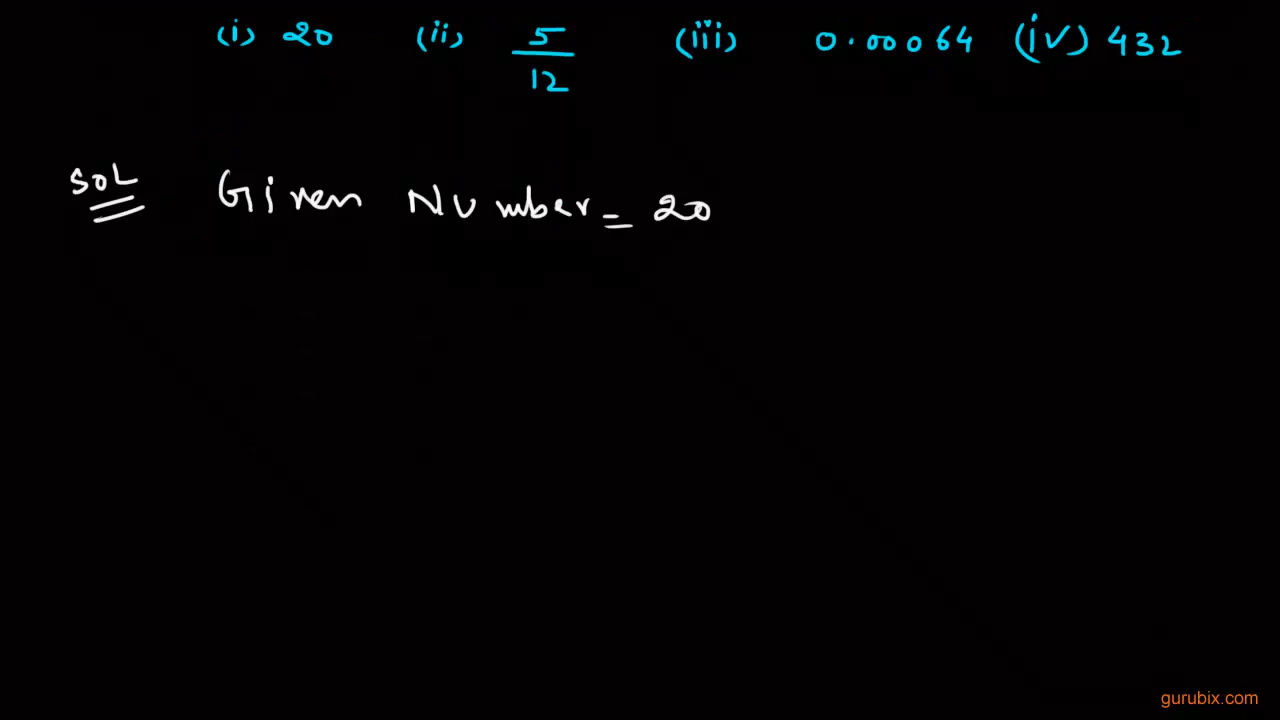 (i) 20 (ii) 5/12 (iii) 0.00064 (iv) 432
SOL Given Number = 20
gurubix.com